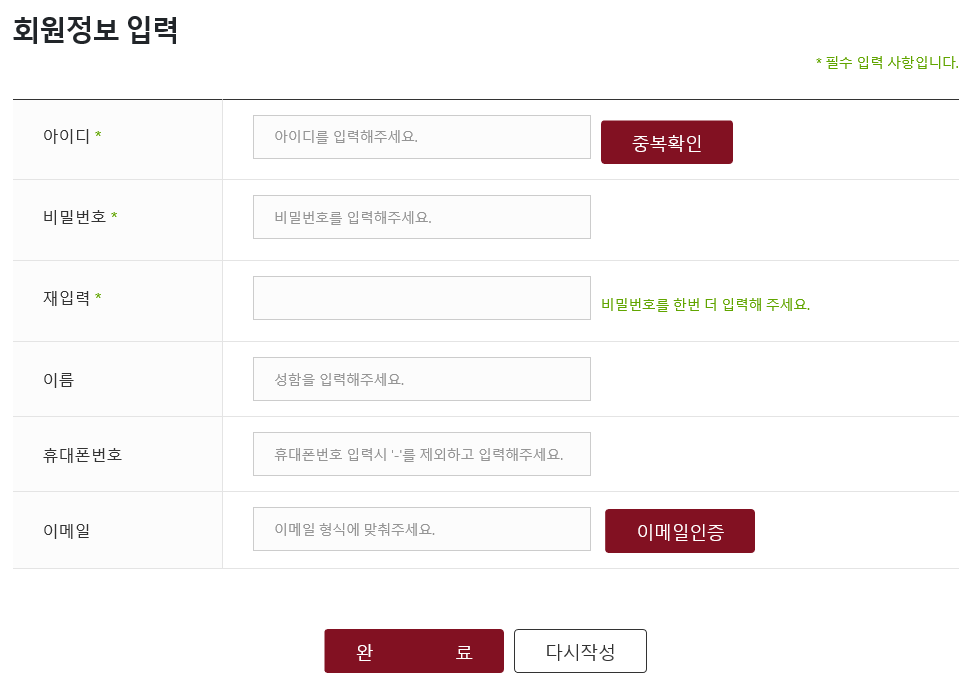 회원정보 입력
* 필수 입력 사항입니다.
아이디 * 아이디를 입력해주세요. 중복확인
비밀번호 * 비밀번호를 입력해주세요.
재입력 * 비밀번호를 한번 더 입력해 주세요.
이름 성함을 입력해주세요.
휴대폰번호 휴대폰번호 입력시 '-'를 제외하고 입력해주세요.
이메일 이메일 형식에 맞춰주세요. 이메일인증
완 료 다시작성